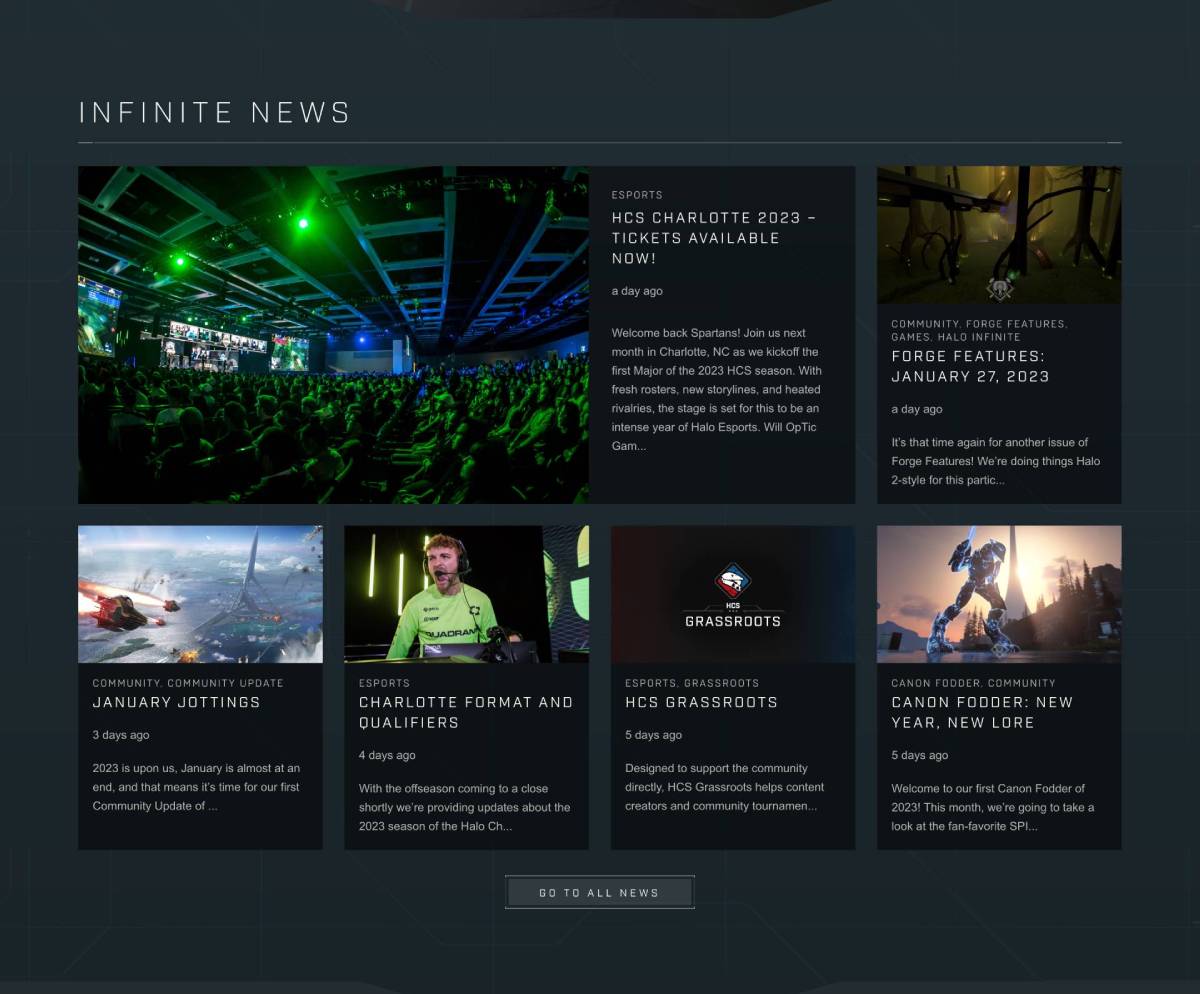 INFINITE NEWS
ESPORTS
HCS CHARLOTTE 2023 –
TICKETS AVAILABLE
NOW!
a day ago
Welcome back Spartans! Join us next
month in Charlotte, NC as we kickoff the
first Major of the 2023 HCS season. With
fresh rosters, new storylines, and heated
rivalries, the stage is set for this to be an
intense year of Halo Esports. Will OpTic
Gam...
COMMUNITY, FORGE FEATURES,
GAMES, HALO INFINITE
FORGE FEATURES:
JANUARY 27, 2023
a day ago
It's that time again for another issue of
Forge Features! We're doing things Halo
2-style for this partic...
COMMUNITY, COMMUNITY UPDATE
JANUARY JOTTINGS
3 days ago
2023 is upon us, January is almost at an
end, and that means it's time for our first
Community Update of ...
QUADRANT
ESPORTS
CHARLOTTE FORMAT AND
QUALIFIERS
4 days ago
With the offseason coming to a close
shortly we're providing updates about the
2023 season of the Halo Ch...
HCS
GRASSROOTS
ESPORTS, GRASSROOTS
HCS GRASSROOTS
5 days ago
Designed to support the community
directly, HCS Grassroots helps content
creators and community tournamen...
CANON FODDER, COMMUNITY
CANON FODDER: NEW
YEAR, NEW LORE
5 days ago
Welcome to our first Canon Fodder of
2023! This month, we're going to take a
look at the fan-favorite SPI...
GO TO ALL NEWS